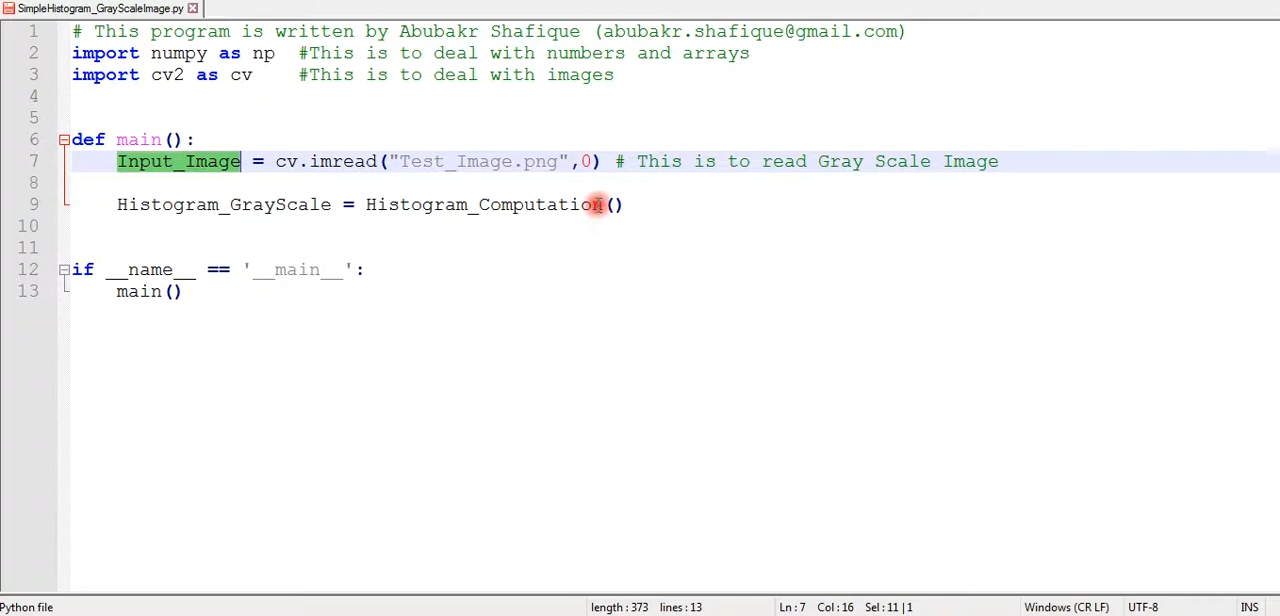 SimpleHistogram_GrayScaleImage.py
1 # This program is written by Abubakr Shafique (abubakr.shafique@gmail.com)
2 import numpy as np #This is to deal with numbers and arrays
3 import cv2 as cv #This is to deal with images
4
5
6 def main():
7 Input_Image = cv.imread("Test_Image.png",0) # This is to read Gray Scale Image
8
9 Histogram_GrayScale = Histogram_Computation()
10
11
12 if __name__ == '__main__':
13 main()
Python file length : 373 lines : 13 Ln : 7 Col : 16 Sel : 11 | 1 Windows (CR LF) UTF-8 INS